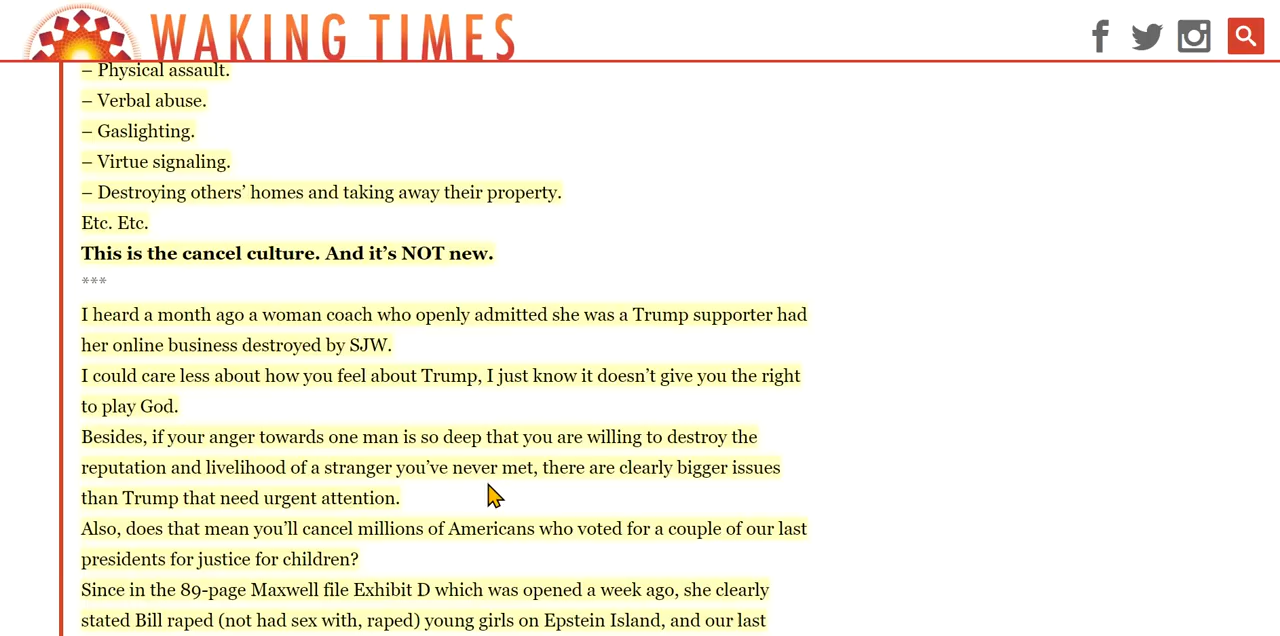 WAKING TIMES
– Physical assault.
– Verbal abuse.
– Gaslighting.
– Virtue signaling.
– Destroying others’ homes and taking away their property.
Etc. Etc.
This is the cancel culture. And it’s NOT new.
***
I heard a month ago a woman coach who openly admitted she was a Trump supporter had
her online business destroyed by SJW.
I could care less about how you feel about Trump, I just know it doesn’t give you the right
to play God.
Besides, if your anger towards one man is so deep that you are willing to destroy the
reputation and livelihood of a stranger you’ve never met, there are clearly bigger issues
than Trump that need urgent attention.
Also, does that mean you’ll cancel millions of Americans who voted for a couple of our last
presidents for justice for children?
Since in the 89-page Maxwell file Exhibit D which was opened a week ago, she clearly
stated Bill raped (not had sex with, raped) young girls on Epstein Island, and our last